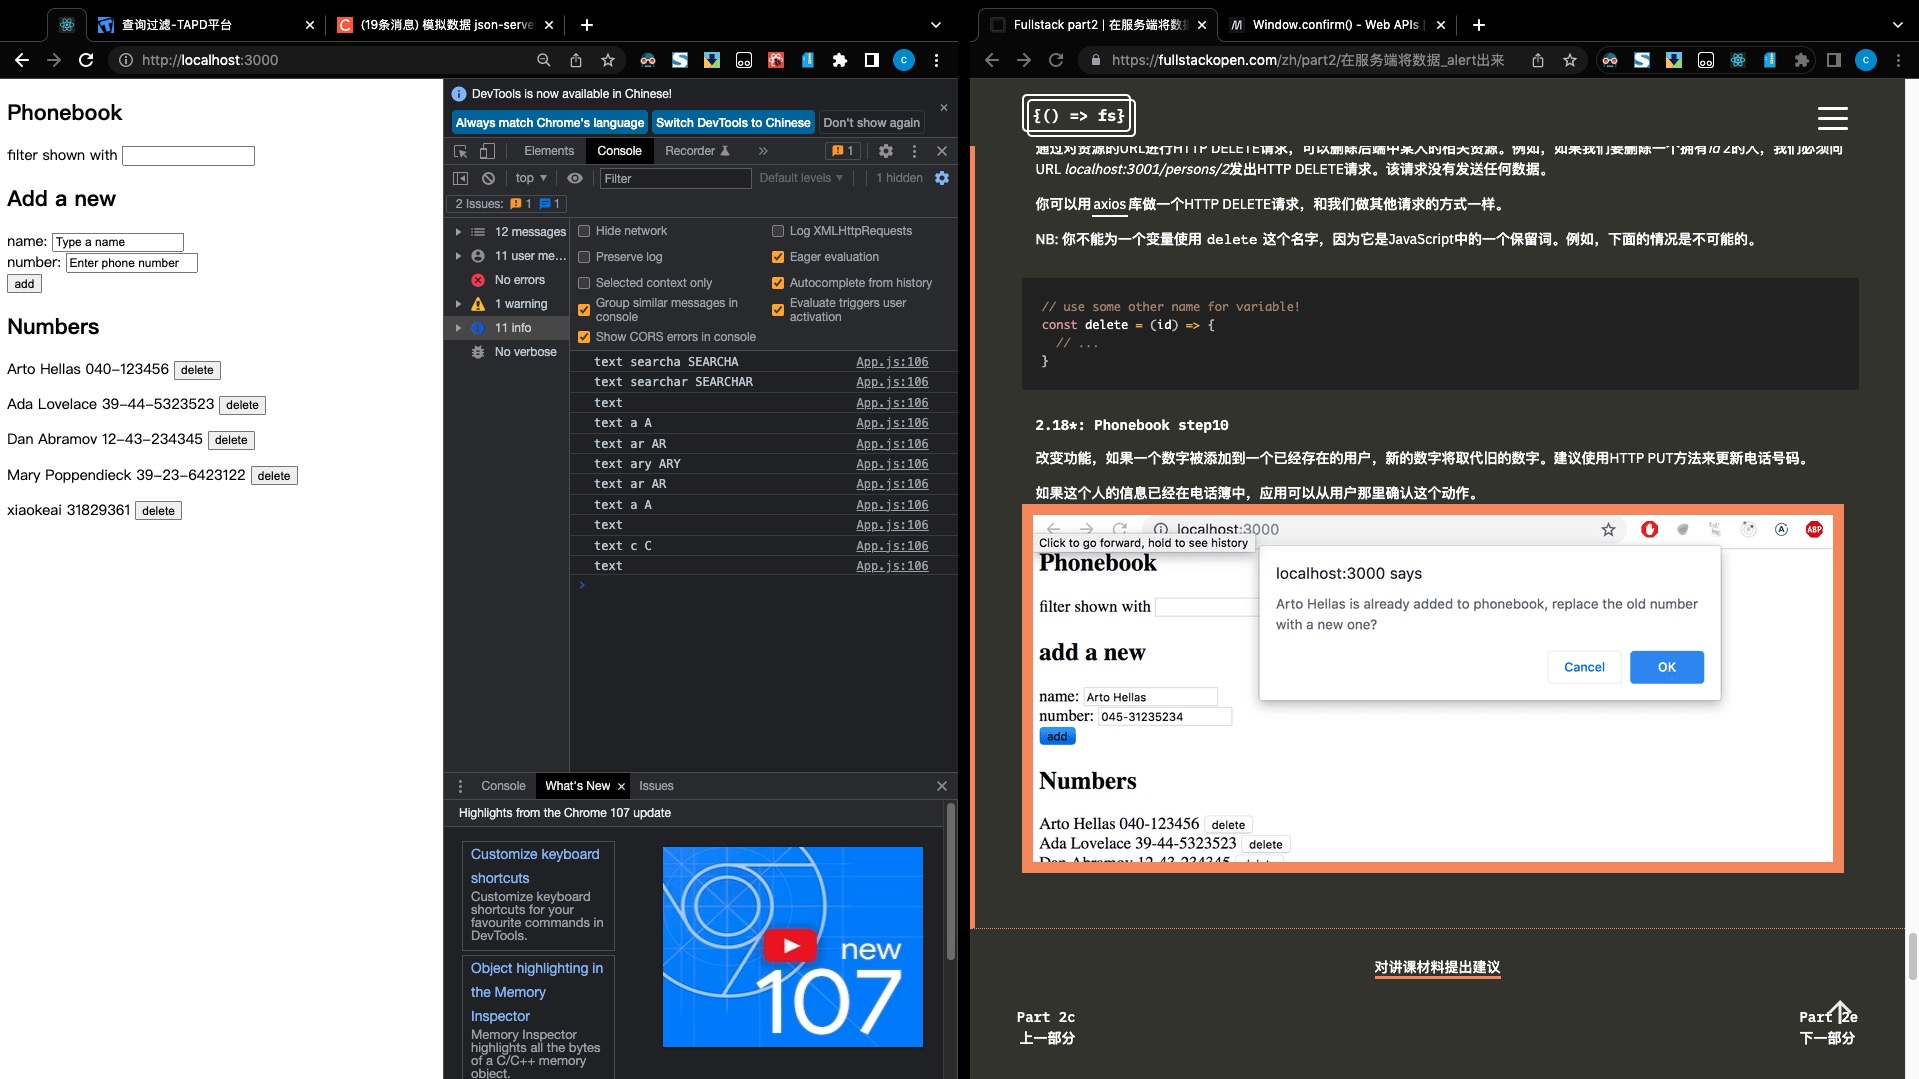 查询过滤-TAPD平台
(19条消息) 模拟数据 json-serve
http://localhost:3000
Phonebook
filter shown with
Add a new
name: Type a name
number: Enter phone number
add
Numbers
Arto Hellas 040-123456 delete
Ada Lovelace 39-44-5323523 delete
Dan Abramov 12-43-234345 delete
Mary Poppendieck 39-23-6423122 delete
xiaokeai 31829361 delete
DevTools is now available in Chinese!
Always match Chrome's language Switch DevTools to Chinese Don't show again
Elements Console Recorder » 1
top ▼ Filter Default levels ▼ 1 hidden
2 Issues: 1 1
12 messages
11 user me...
No errors
1 warning
11 info
No verbose
Hide network Log XMLHttpRequests
Preserve log Eager evaluation
Selected context only Autocomplete from history
Group similar messages in console Evaluate triggers user activation
Show CORS errors in console
text searcha SEARCHA App.js:106
text searchar SEARCHAR App.js:106
text App.js:106
text a A App.js:106
text ar AR App.js:106
text ary ARY App.js:106
text ar AR App.js:106
text a A App.js:106
text App.js:106
text c C App.js:106
text App.js:106
Console What's New Issues
Highlights from the Chrome 107 update
Customize keyboard
shortcuts
Customize keyboard
shortcuts for your
favourite commands in
DevTools.
Object highlighting in
the Memory
Inspector
Memory Inspector
highlights all the bytes
of a C/C++ memory
object.
new
107
Fullstack part2 | 在服务端将数据
Window.confirm() - Web APIs
https://fullstackopen.com/zh/part2/在服务端将数据_alert出来
{() => fs}
通过对资源的URL进行HTTP DELETE请求，可以删除后端中某人的相关资源。例如，如果我们要删除一个拥有id 2的人，我们必须向
URL localhost:3001/persons/2发出HTTP DELETE请求。该请求没有发送任何数据。
你可以用axios库做一个HTTP DELETE请求，和我们做其他请求的方式一样。
NB: 你不能为一个变量使用 delete 这个名字，因为它是JavaScript中的一个保留词。例如，下面的情况是不可能的。
// use some other name for variable!
const delete = (id) => {
// ...
}
2.18*: Phonebook step10
改变功能，如果一个数字被添加到一个已经存在的用户，新的数字将取代旧的数字。建议使用HTTP PUT方法来更新电话号码。
如果这个人的信息已经在电话簿中，应用可以从用户那里确认这个动作。
localhost:3000
Click to go forward, hold to see history
Phonebook
filter shown with
localhost:3000 says
Arto Hellas is already added to phonebook, replace the old number
with a new one?
Cancel OK
add a new
name: Arto Hellas
number: 045-31235234
add
Numbers
Arto Hellas 040-123456 delete
Ada Lovelace 39-44-5323523 delete
Dan Abramov 12-43-234345
对讲课材料提出建议
Part 2c
上一部分
Part 2e
下一部分